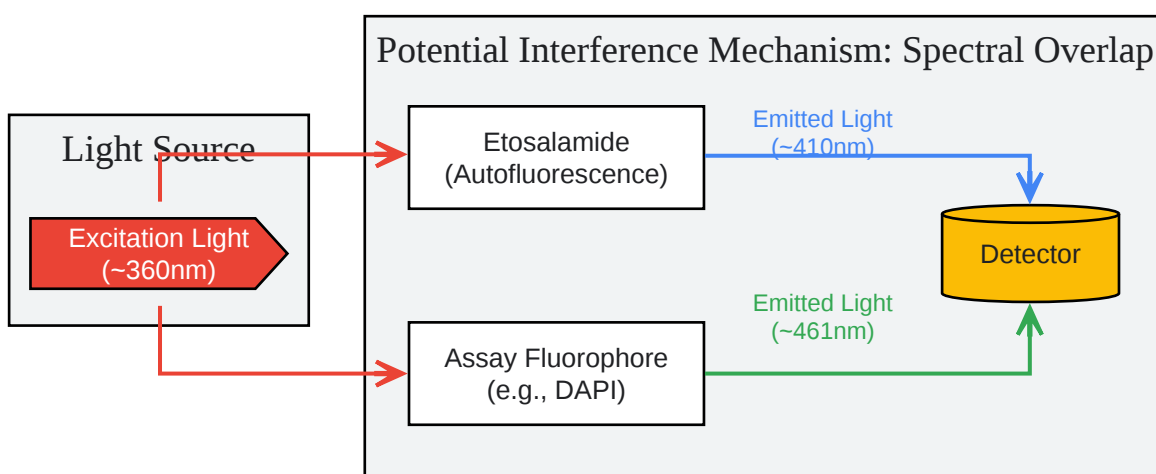 Potential Interference Mechanism: Spectral Overlap
Light Source
Excitation Light
(~360nm)
Etosalamide
(Autofluorescence)
Emitted Light
(~410nm)
Detector
Assay Fluorophore
(e.g., DAPI)
Emitted Light
(~461nm)